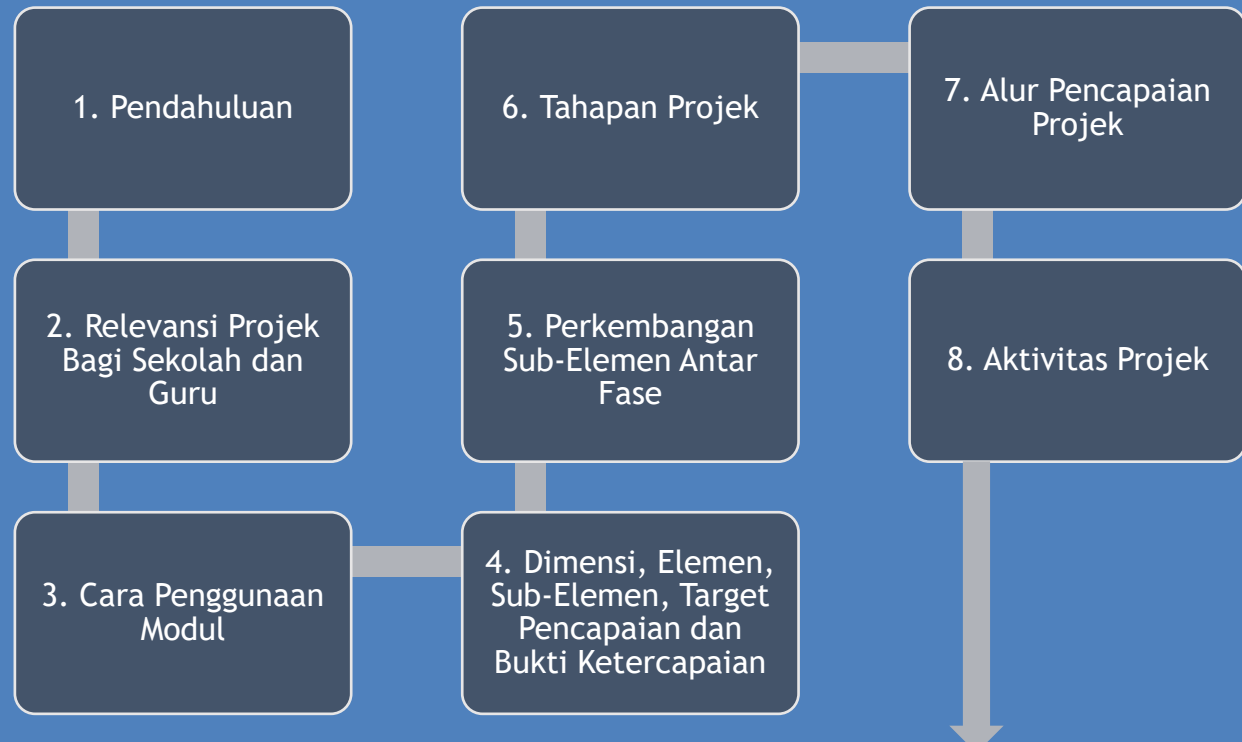 1. Pendahuluan
2. Relevansi Projek
Bagi Sekolah dan
Guru
3. Cara Penggunaan
Modul
4. Dimensi, Elemen,
Sub-Elemen, Target
Pencapaian dan
Bukti Ketercapaian
5. Perkembangan
Sub-Elemen Antar
Fase
6. Tahapan Projek
7. Alur Pencapaian
Projek
8. Aktivitas Projek